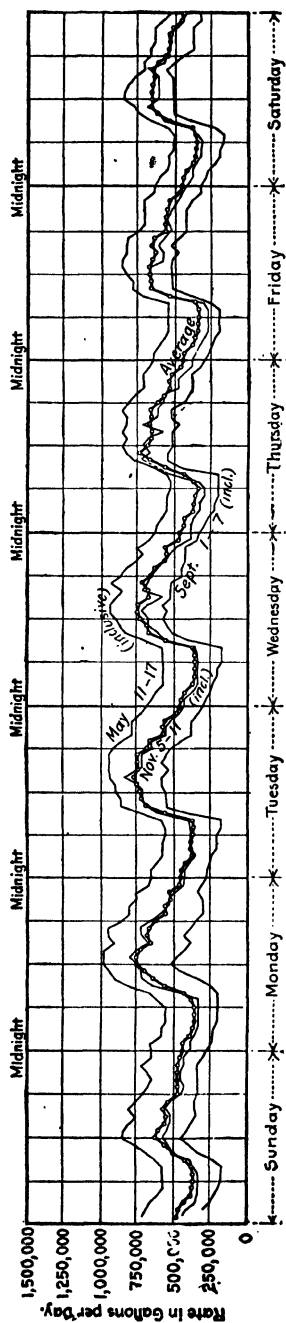 Midnight
Midnight
Midnight
Midnight
Midnight
Midnight
1,500,000
1,250,000
1,000,000
750,000
500,
250,000
0
Rate in Gallons per Day.
May 11-17
(inclusive)
Nov. 5-11
(incl.)
Sept. 1-7 (incl.)
Average
Sunday
Monday
Tuesday
Wednesday
Thursday
Friday
Saturday